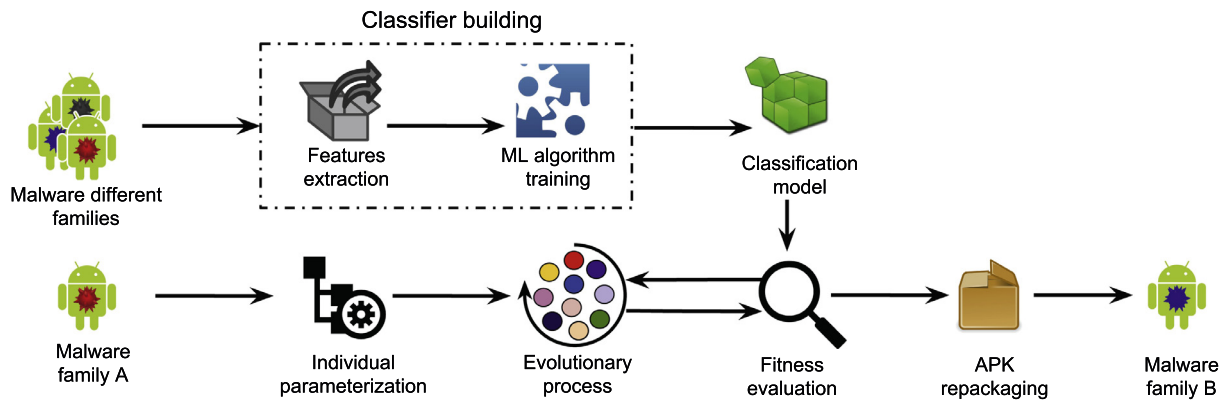 Classifier building
Features
extraction
ML algorithm
training
Classification
model
Malware different
families
Malware
family A
Individual
parameterization
Evolutionary
process
Fitness
evaluation
APK
repackaging
Malware
family B